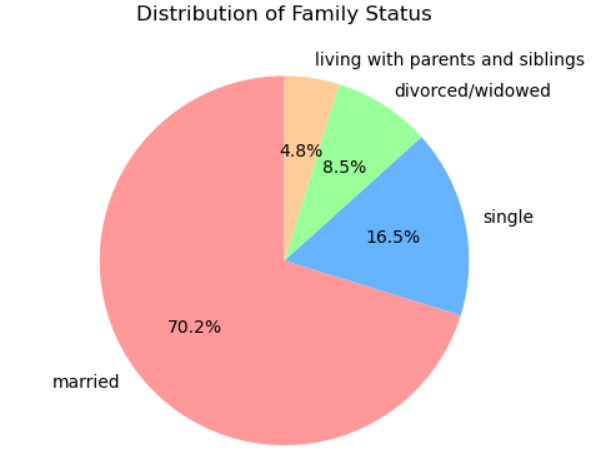 Distribution of Family Status
living with parents and siblings
divorced/widowed
4.8%
8.5%
single
16.5%
70.2%
married